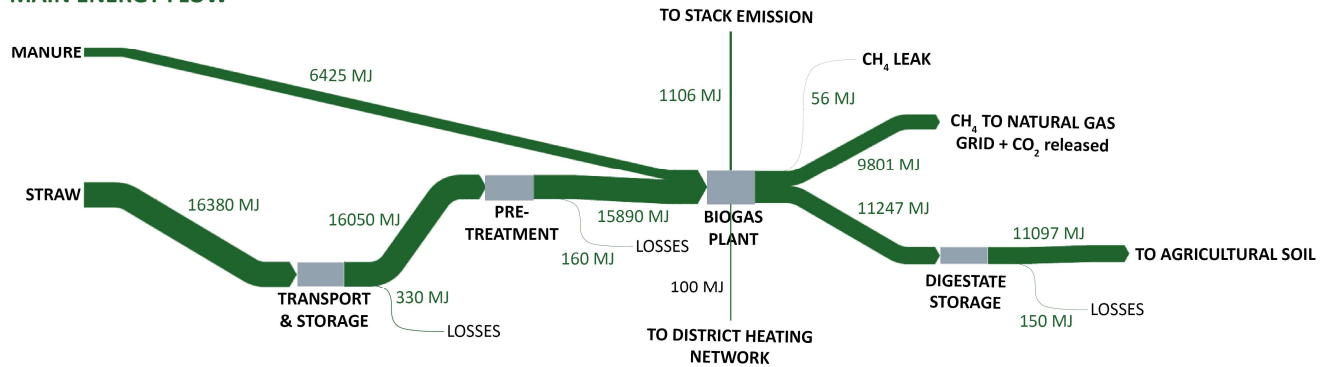 MAIN ENERGY FLOW
TO STACK EMISSION
MANURE
CH₄ LEAK
6425 MJ
1106 MJ
56 MJ
CH₄ TO NATURAL GAS
GRID + CO₂ released
9801 MJ
STRAW
16380 MJ
16050 MJ
PRE-
TREATMENT
15890 MJ
LOSSES
160 MJ
BIOGAS
PLANT
11247 MJ
11097 MJ
TO AGRICULTURAL SOIL
TRANSPORT
& STORAGE
330 MJ
LOSSES
100 MJ
DIGESTATE
STORAGE
LOSSES
150 MJ
TO DISTRICT HEATING
NETWORK